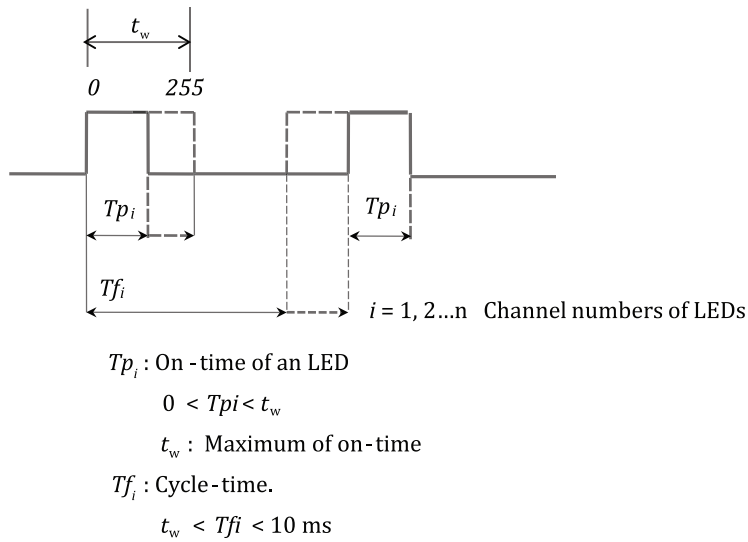 t_w
0 255
Tp_i Tp_i
Tf_i
i = 1, 2...n Channel numbers of LEDs
Tp_i : On-time of an LED
0 < Tpi < t_w
t_w : Maximum of on-time
Tf_i : Cycle-time.
t_w < Tfi < 10 ms